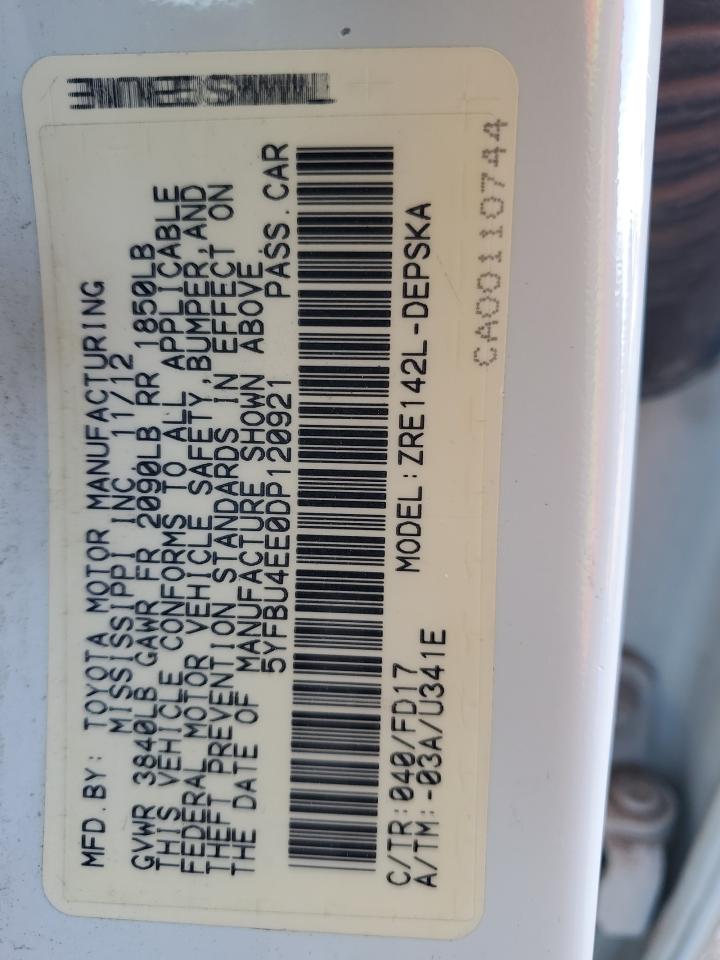 MFD.BY: TOYOTA MOTOR MANUFACTURING
MISSISSIPPI INC. 11/12
GVWR 3840LB GAWR FR 2090LB RR 1850LB
THIS VEHICLE CONFORMS TO ALL APPLICABLE
FEDERAL MOTOR VEHICLE SAFETY, BUMPER, AND
THEFT PREVENTION STANDARDS IN EFFECT ON
THE DATE OF MANUFACTURE SHOWN ABOVE.
5YFBU4EE0DP120921 PASS.CAR
C/TR:040/FD17 MODEL:ZRE142L-DEPSKA
A/TM:-03A/U341E
CA00110744